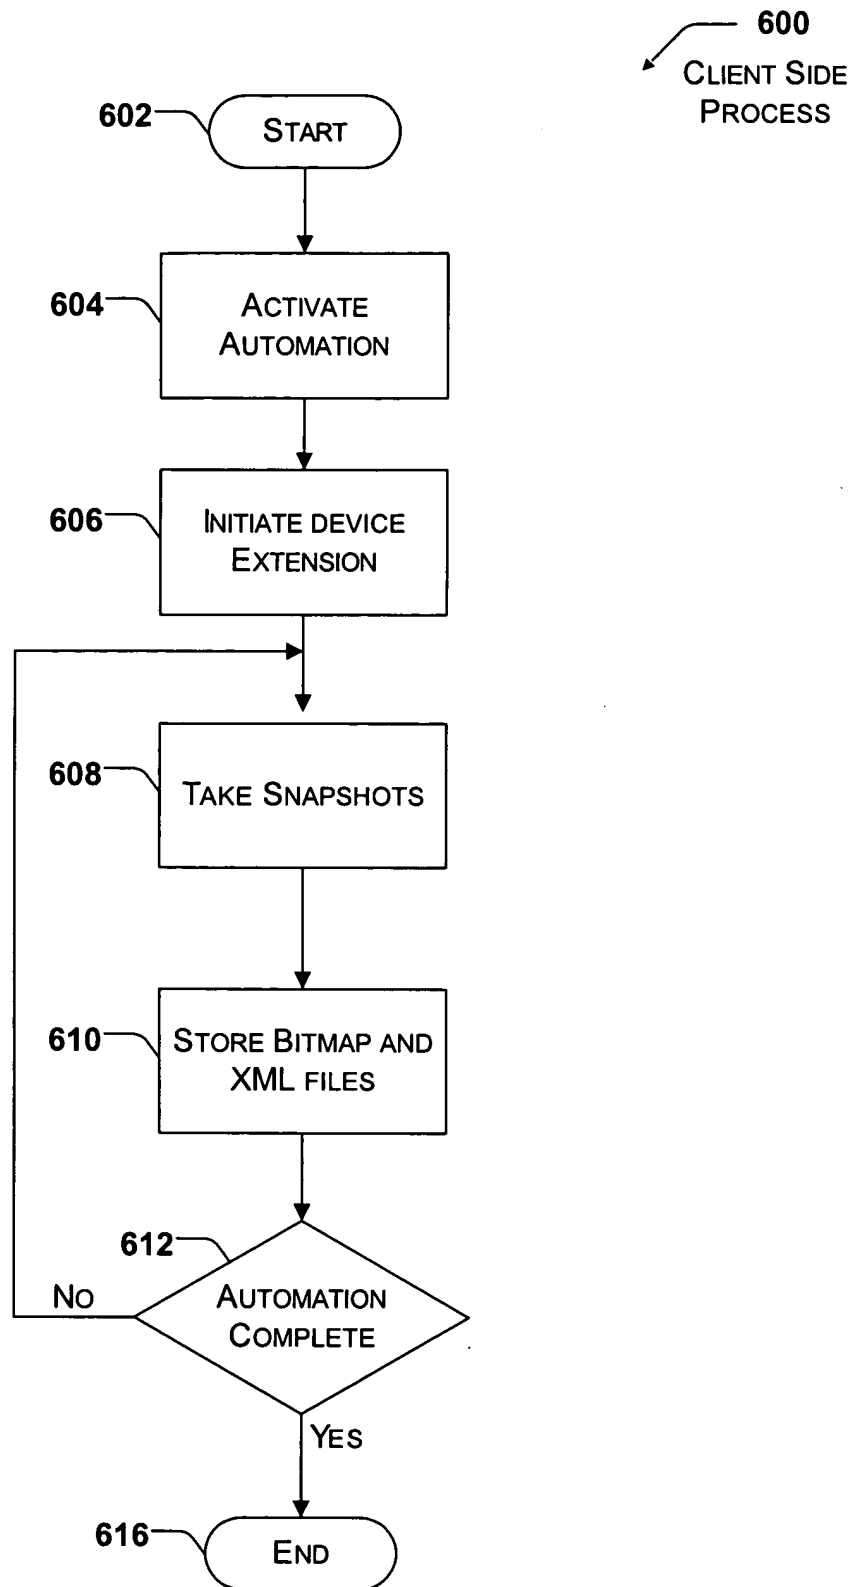 600
CLIENT SIDE
PROCESS
602
START
604
ACTIVATE
AUTOMATION
606
INITIATE DEVICE
EXTENSION
608
TAKE SNAPSHOTS
610
STORE BITMAP AND
XML FILES
612
AUTOMATION
COMPLETE
NO
YES
616
END